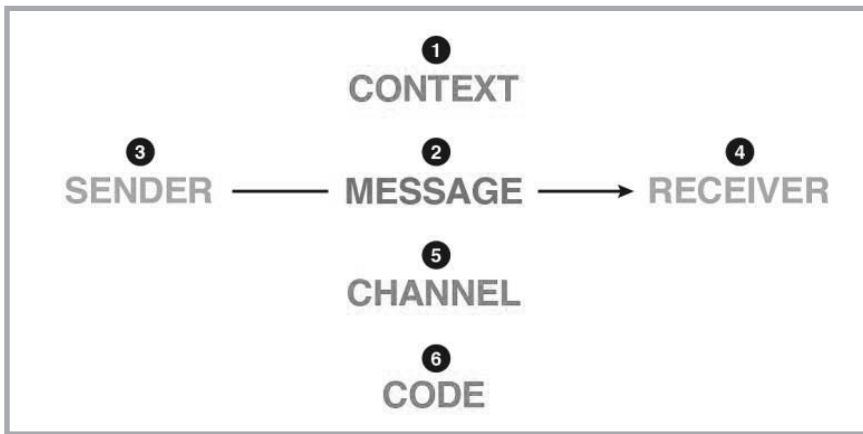 1
CONTEXT
3 2 4
SENDER MESSAGE RECEIVER
5
CHANNEL
6
CODE